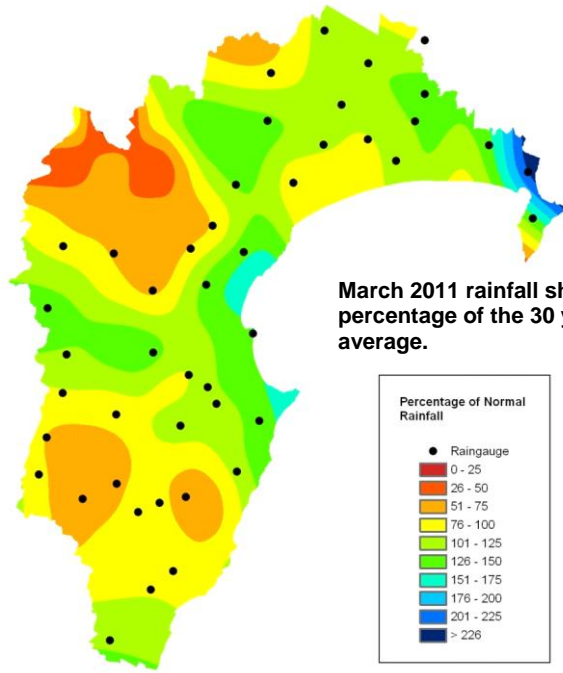 March 2011 rainfall sh
percentage of the 30 y
average.
Percentage of Normal
Rainfall
Raingauge
0 - 25
26 - 50
51 - 75
76 - 100
101 - 125
126 - 150
151 - 175
176 - 200
201 - 225
> 226